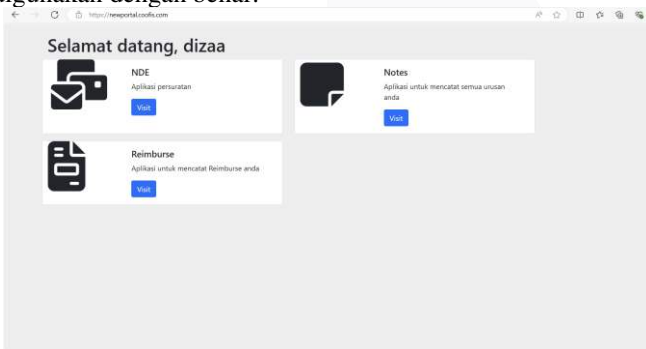 digunakan dengan benar.
https://newportal.coofis.com
Selamat datang, dizaa
NDE
Aplikasi persuratan
Visit
Notes
Aplikasi untuk mencatat semua urusan
anda
Visit
Reimburse
Aplikasi untuk mencatat Reimburse anda
Visit